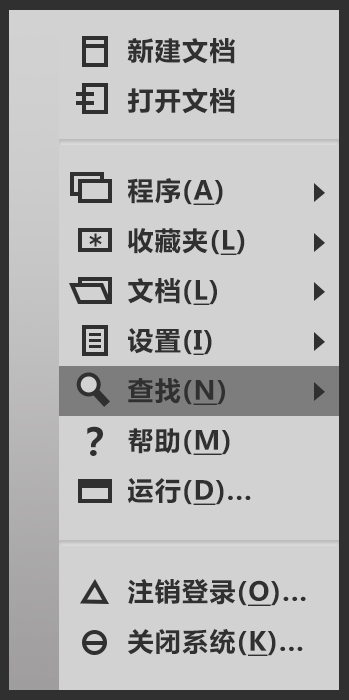 新建文档
打开文档
程序(A)
收藏夹(L)
文档(L)
设置(I)
查找(N)
帮助(M)
运行(D)...
注销登录(O)...
关闭系统(K)...